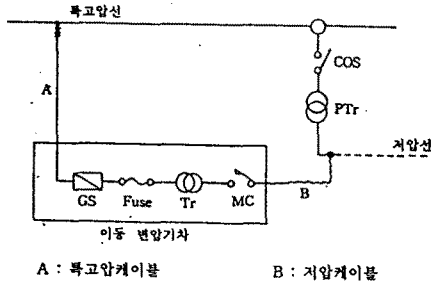 특고압선
COS
A
PTr
저압선
GS Fuse Tr MC B
이동 변압기차
A : 특고압케이블 B : 저압케이블